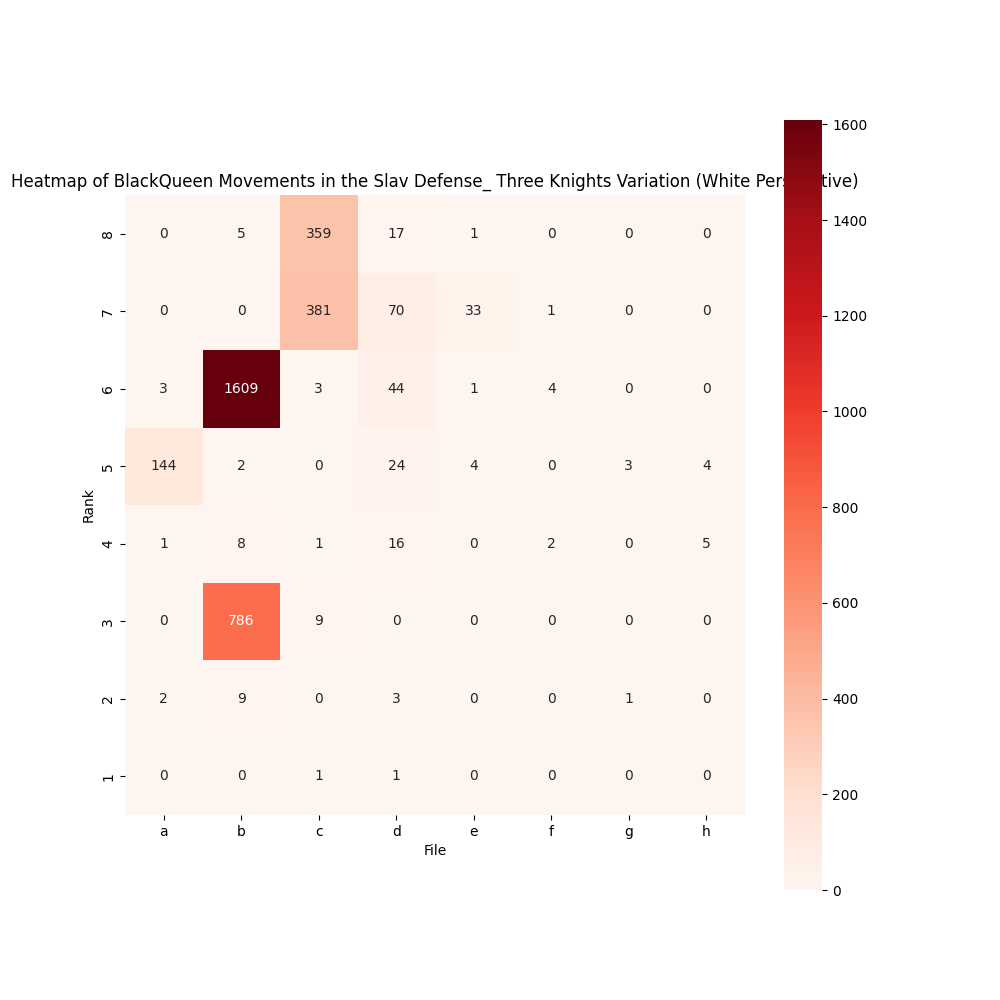 1600
Heatmap of BlackQueen Movements in the Slav Defense_ Three Knights Variation (White Pers tive)
1400
8 0 5 359 17 1 0 0 0
1200
7 0 0 381 70 33 1 0 0
1000
6 3 1609 3 44 1 4 0 0
800
5 144 2 0 24 4 0 3 4
Rank
4 1 8 1 16 0 2 0 5
600
3 0 786 9 0 0 0 0 0
400
2 2 9 0 3 0 0 1 0
200
1 0 0 1 1 0 0 0 0
a b c d e f g h
File
0